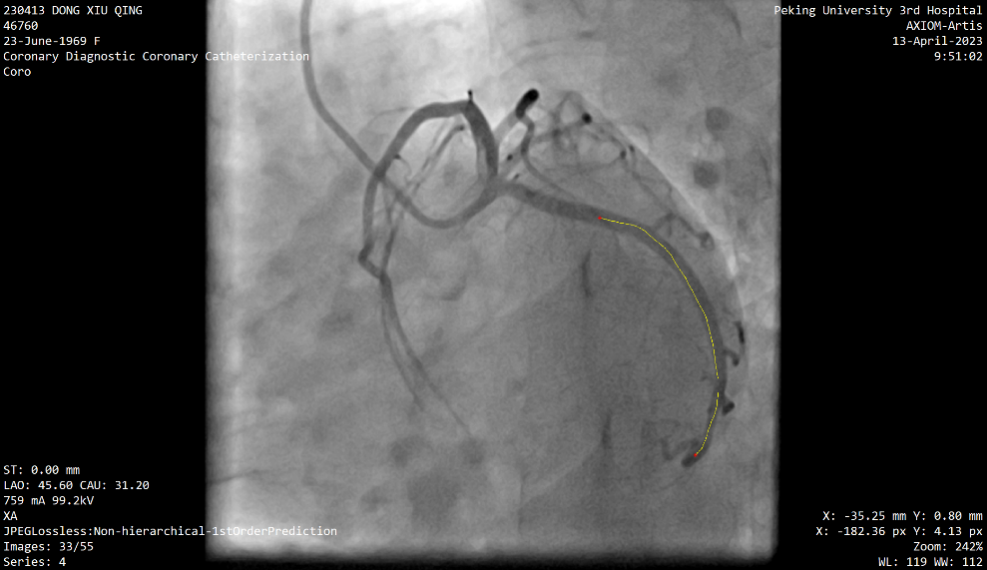 230413 DONG XIU QING
46760
23-June-1969 F
Coronary Diagnostic Coronary Catheterization
Coro
Peking University 3rd Hospital
AXIOM-Artis
13-April-2023
9:51:02
ST: 0.00 mm
LAO: 45.60 CAU: 31.20
759 mA 99.2kV
XA
JPEGLossless:Non-hierarchical-1stOrderPrediction
Images: 33/55
Series: 4
X: -35.25 mm Y: 0.80 mm
X: -182.36 px Y: 4.13 px
Zoom: 242%
WL: 119 WW: 112